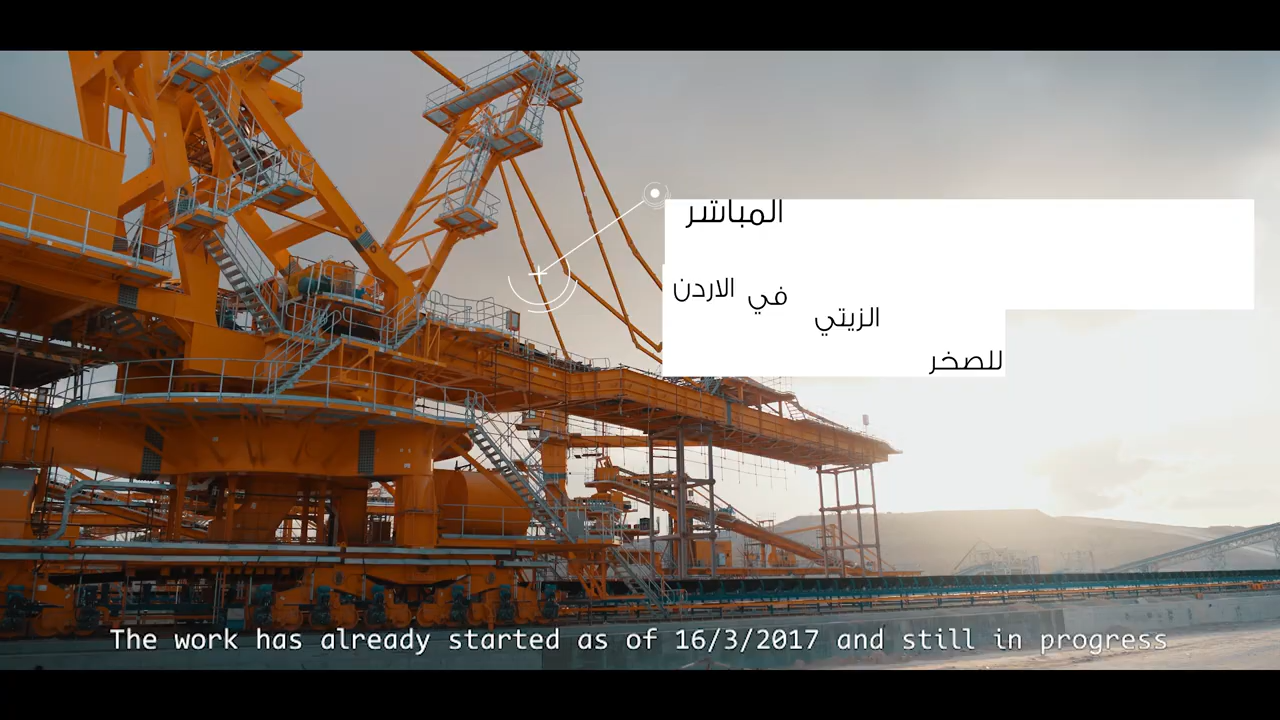 المباشر
للصخر الزيتي في الاردن
The work has already started as of 16/3/2017 and still in progress